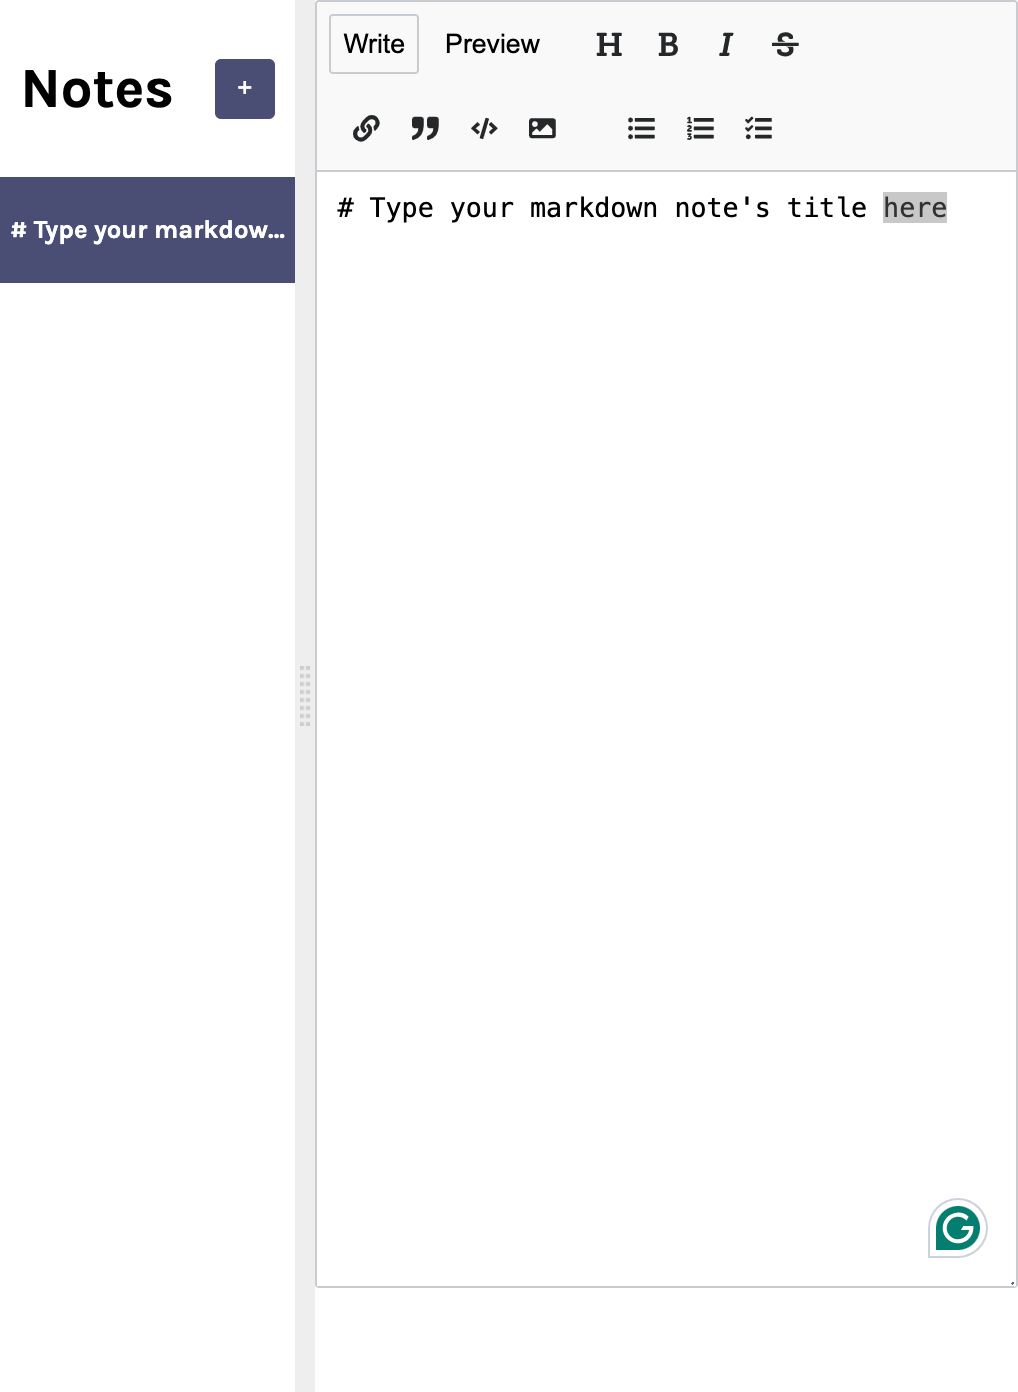 Notes
+
# Type your markdow...
Write Preview H B I S
# Type your markdown note's title here